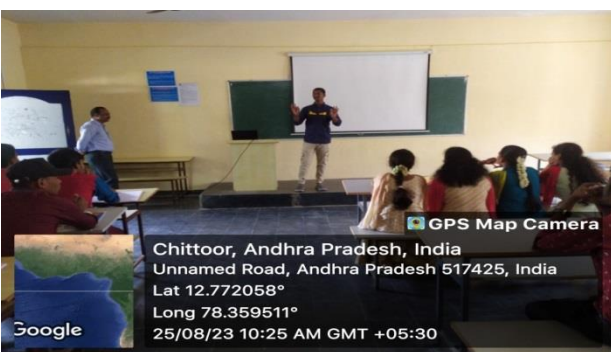 GPS Map Camera
Chittoor, Andhra Pradesh, India
Unnamed Road, Andhra Pradesh 517425, India
Lat 12.772058°
Long 78.359511°
25/08/23 10:25 AM GMT +05:30
Google